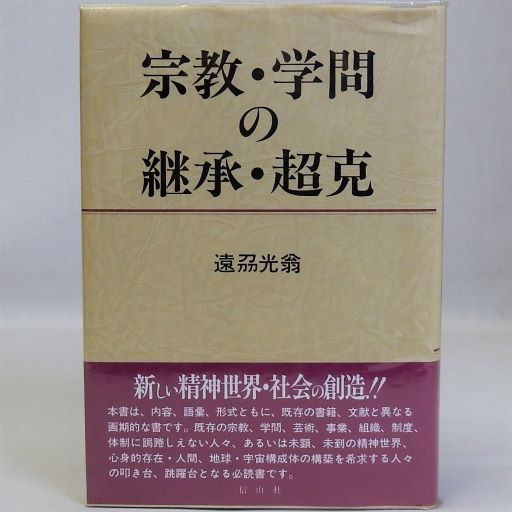 宗教・学問
の
継承・超克
遠刕光翁
新しい精神世界・社会の創造!!
本書は、内容、語彙、形式ともに、既存の書籍、文献と異なる
画期的な書です。既存の宗教、学問、芸術、事業、組織、制度、
体制に跼蹐しえない人々、あるいは未顕、未到の精神世界、
心身的存在・人間、地球・宇宙構成体の構築を希求する人々
の叩き台、跳躍台となる必読書です。
信山社